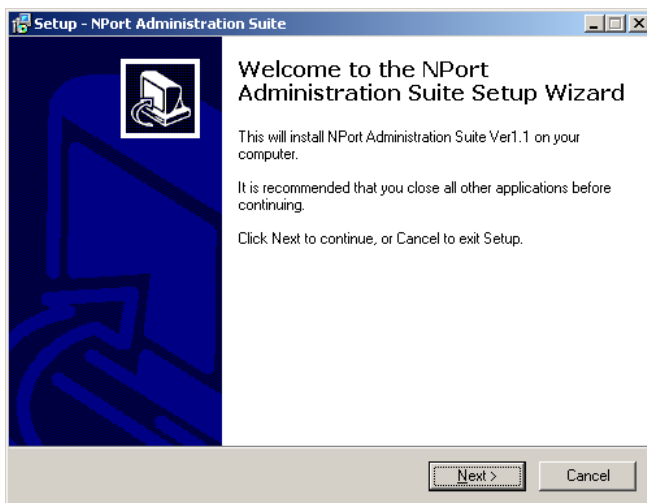 Setup - NPort Administration Suite
Welcome to the NPort
Administration Suite Setup Wizard
This will install NPort Administration Suite Ver1.1 on your
computer.
It is recommended that you close all other applications before
continuing.
Click Next to continue, or Cancel to exit Setup.
Next >
Cancel